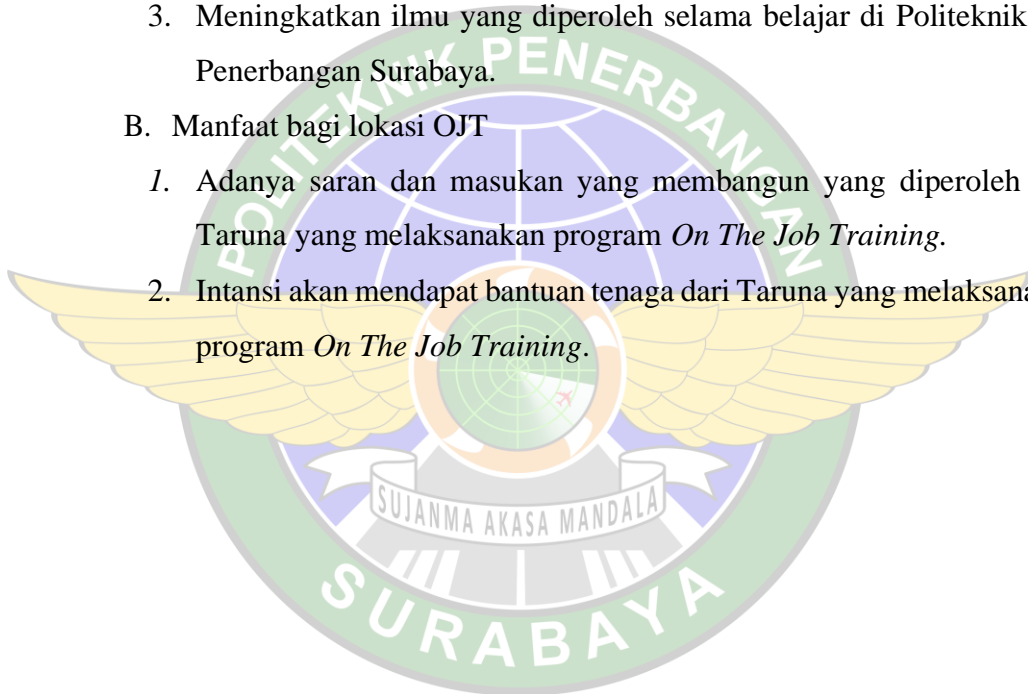 3. Meningkatkan ilmu yang diperoleh selama belajar di Politeknik
Penerbangan Surabaya.
B. Manfaat bagi lokasi OJT
1. Adanya saran dan masukan yang membangun yang diperoleh
Taruna yang melaksanakan program On The Job Training.
2. Intansi akan mendapat bantuan tenaga dari Taruna yang
program On The Job Training.
POLITEKNIK PENERBANGAN
SUJANMA AKASA MANDALA
SURABAYA